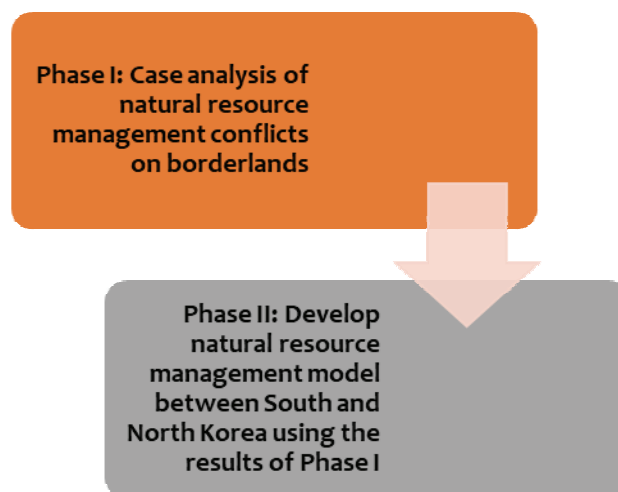 Phase I: Case analysis of
natural resource
management conflicts
on borderlands
Phase II: Develop
natural resource
management model
between South and
North Korea using the
results of Phase I